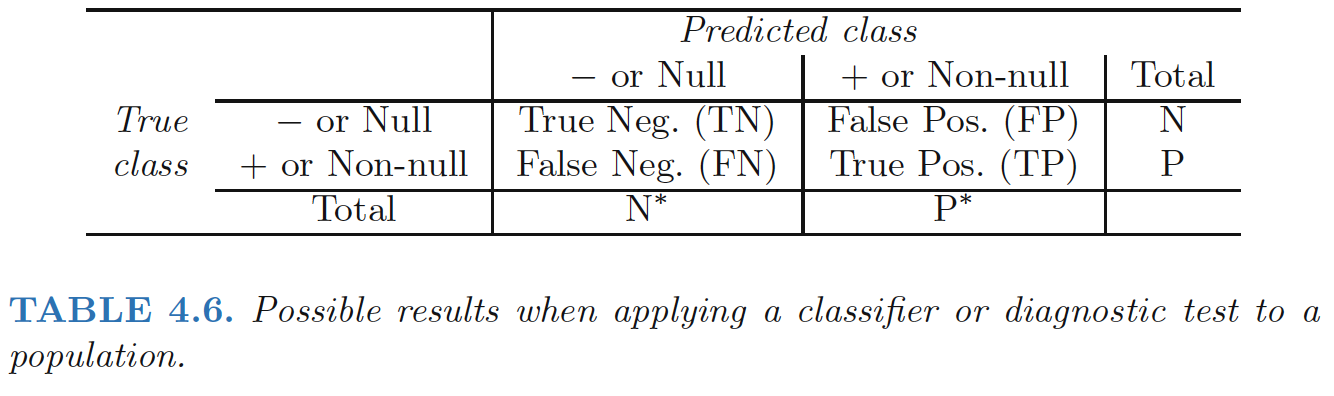 Predicted class
− or Null + or Non-null Total
True − or Null True Neg. (TN) False Pos. (FP) N
class + or Non-null False Neg. (FN) True Pos. (TP) P
Total N* P*
TABLE 4.6. Possible results when applying a classifier or diagnostic test to a
population.